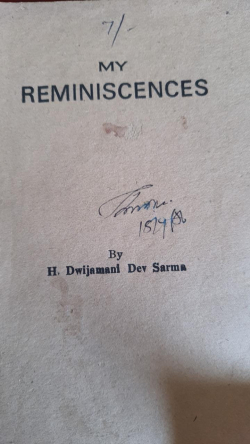 7/-
MY
REMINISCENCES
By
H. Dwijamani Dev Sarma